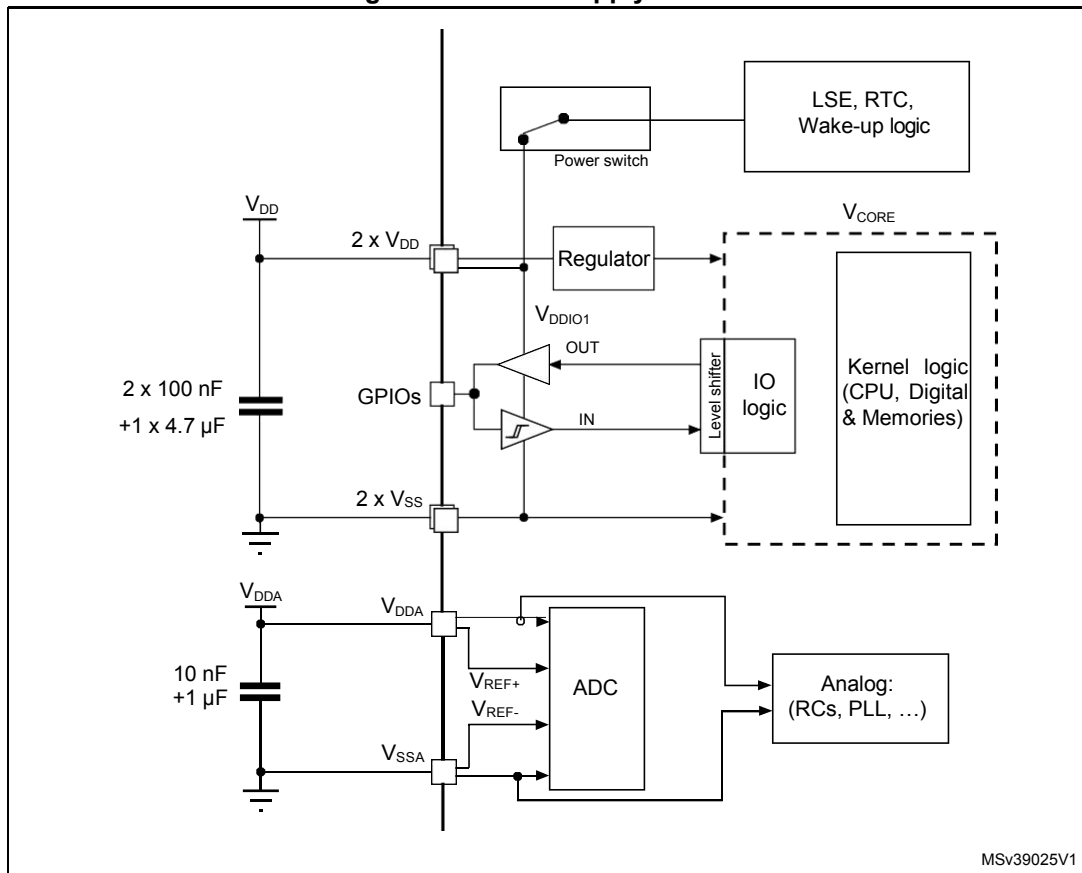 LSE, RTC,
Wake-up logic
Power switch
VDD
VCORE
2 x VDD
Regulator
VDDIO1
OUT
2 x 100 nF
+1 x 4.7 µF
GPIOs
IN
Level shifter
IO
logic
Kernel logic
(CPU, Digital
& Memories)
2 x VSS
VDDA
VDDA
10 nF
+1 µF
VREF+
VREF-
ADC
Analog:
(RCs, PLL, …)
VSSA
MSv39025V1